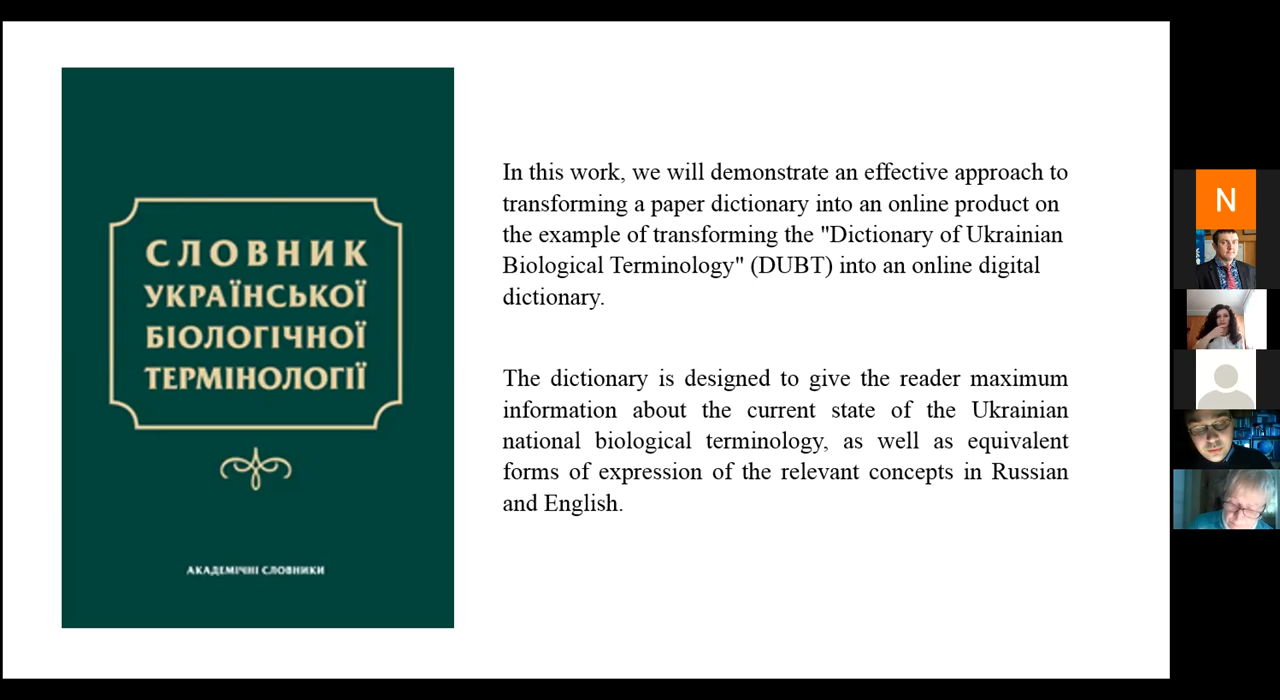 СЛОВНИК
УКРАЇНСЬКОЇ
БІОЛОГІЧНОЇ
ТЕРМІНОЛОГІЇ
АКАДЕМІЧНІ СЛОВНИКИ
In this work, we will demonstrate an effective approach to
transforming a paper dictionary into an online product on
the example of transforming the "Dictionary of Ukrainian
Biological Terminology" (DUBT) into an online digital
dictionary.
The dictionary is designed to give the reader maximum
information about the current state of the Ukrainian
national biological terminology, as well as equivalent
forms of expression of the relevant concepts in Russian
and English.
N